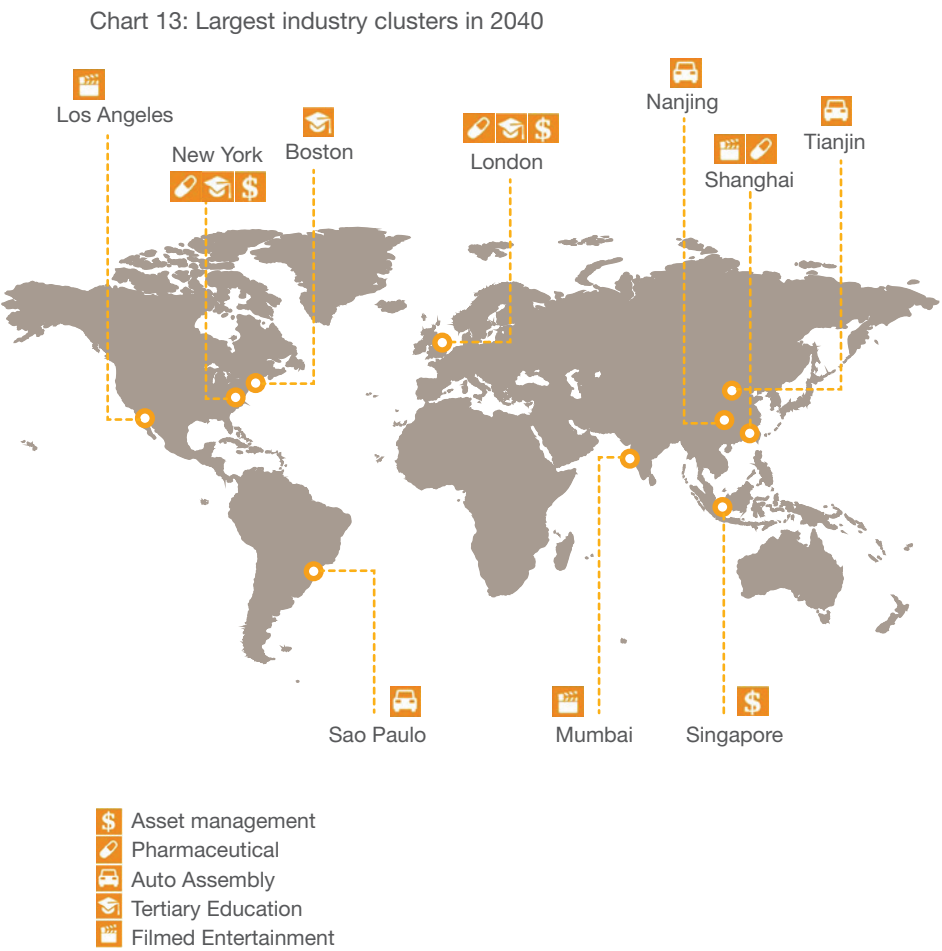 Chart 13: Largest industry clusters in 2040
Los Angeles
New York
$
Boston
$
London
Nanjing
Shanghai
Tianjin
Sao Paulo
Mumbai
$
Singapore
$ Asset management
Pharmaceutical
Auto Assembly
Tertiary Education
Filmed Entertainment